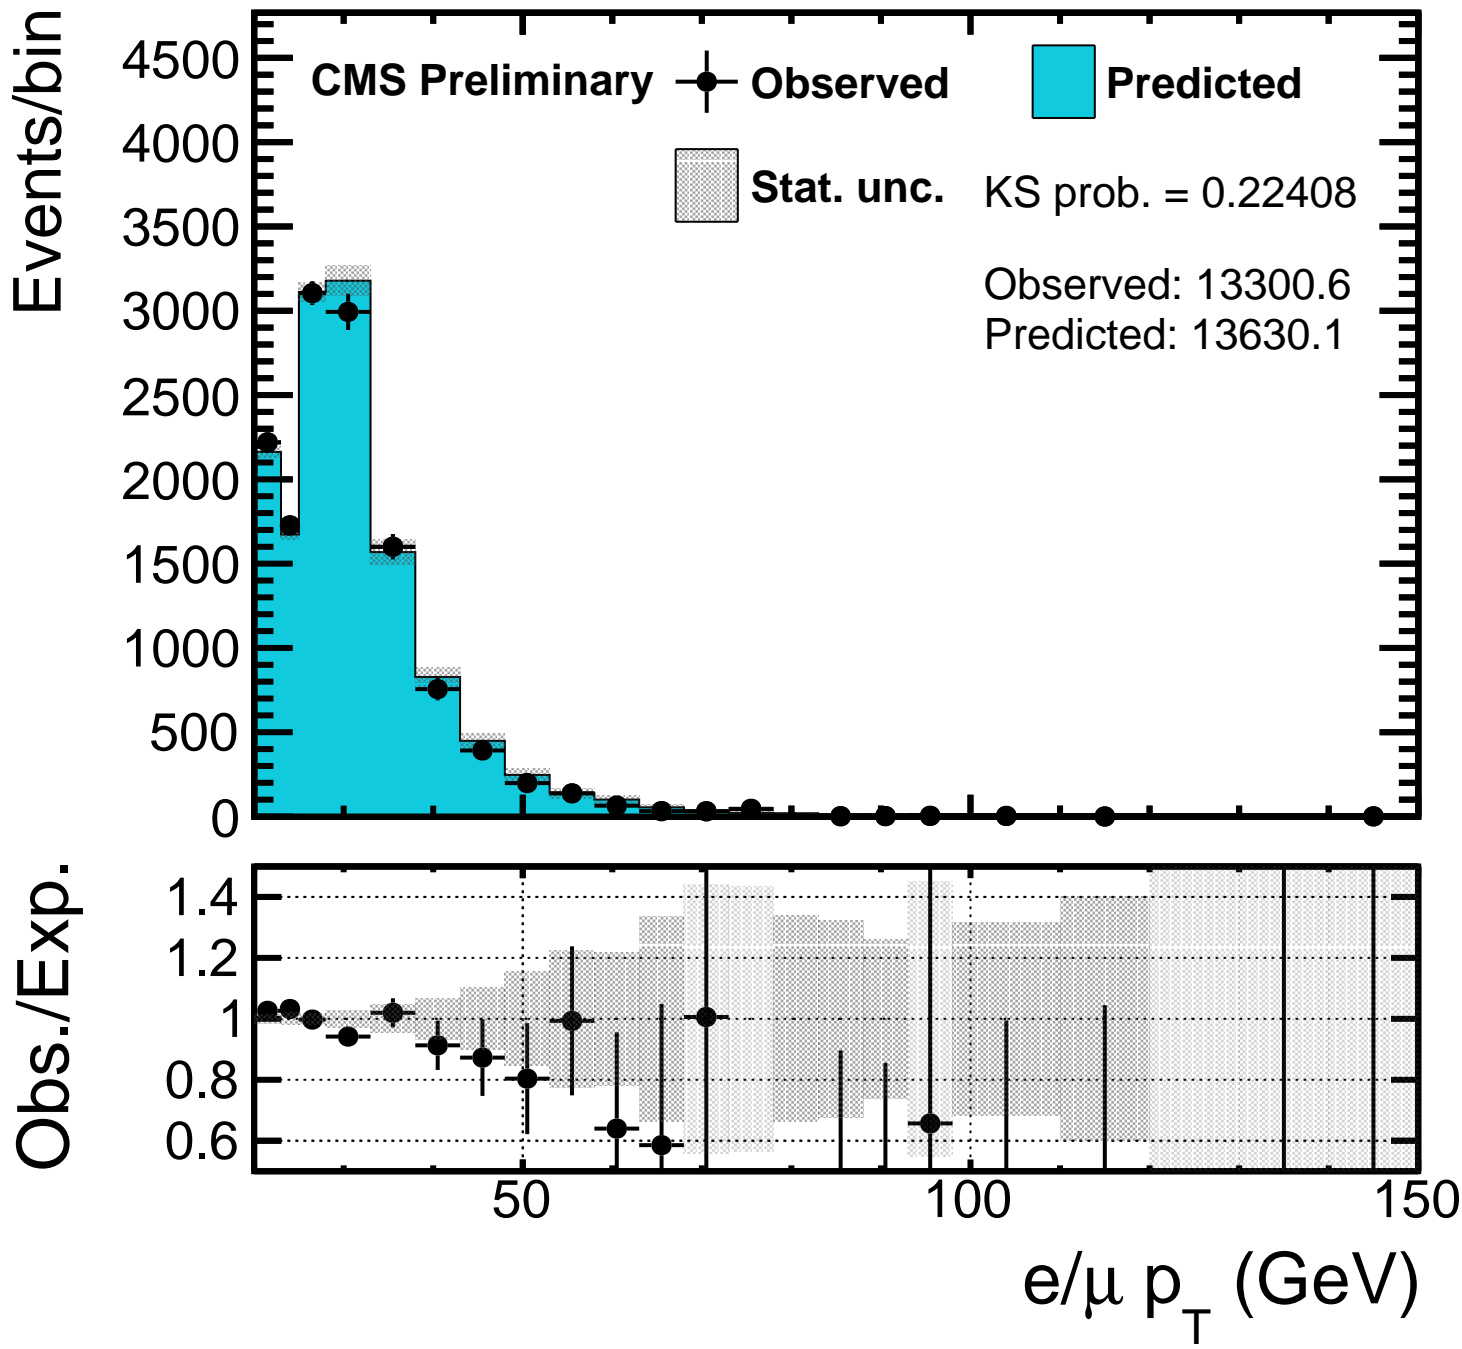 Events/bin
4500
4000
3500
3000
2500
2000
1500
1000
500
0
CMS Preliminary
Observed
Predicted
Stat. unc.
KS prob. = 0.22408
Observed: 13300.6
Predicted: 13630.1
Obs./Exp.
1.4
1.2
1
0.8
0.6
50
100
150
e/μ p_T (GeV)